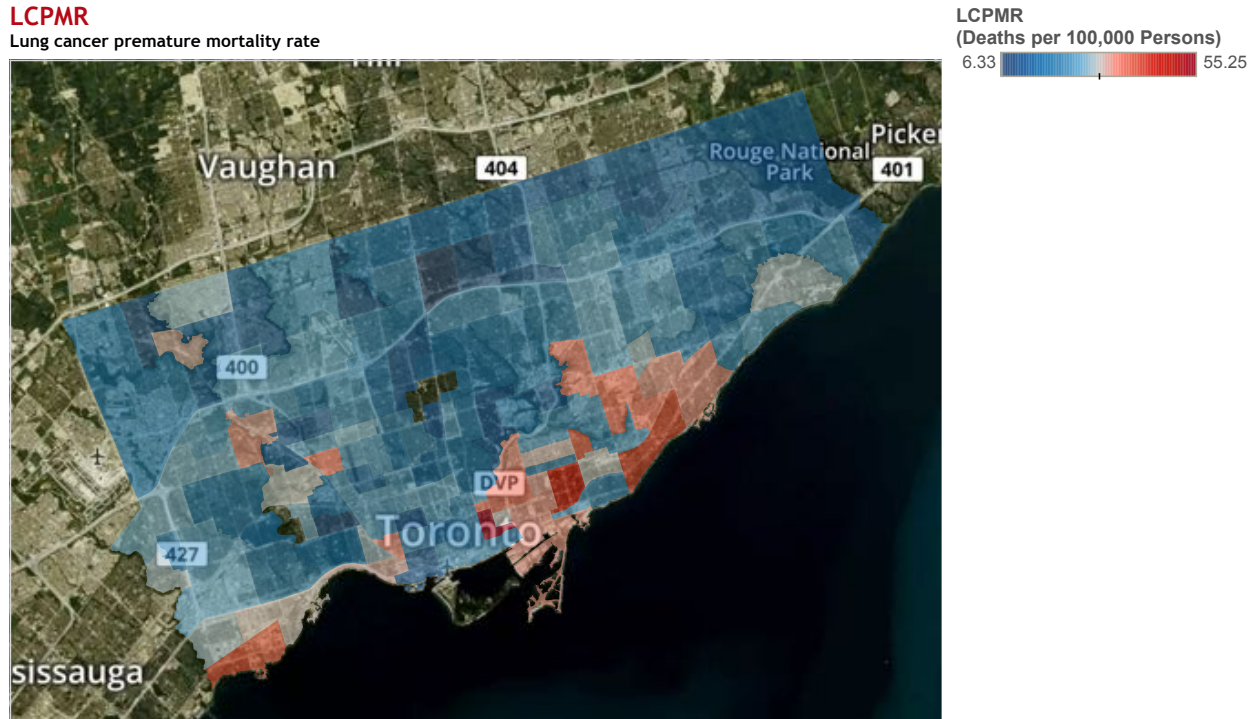 LCPMR
Lung cancer premature mortality rate
LCPMR
(Deaths per 100,000 Persons)
6.33
55.25
Vaughan
404
Rouge National
Park
Picker
401
400
DVP
Toronto
427
sissauga